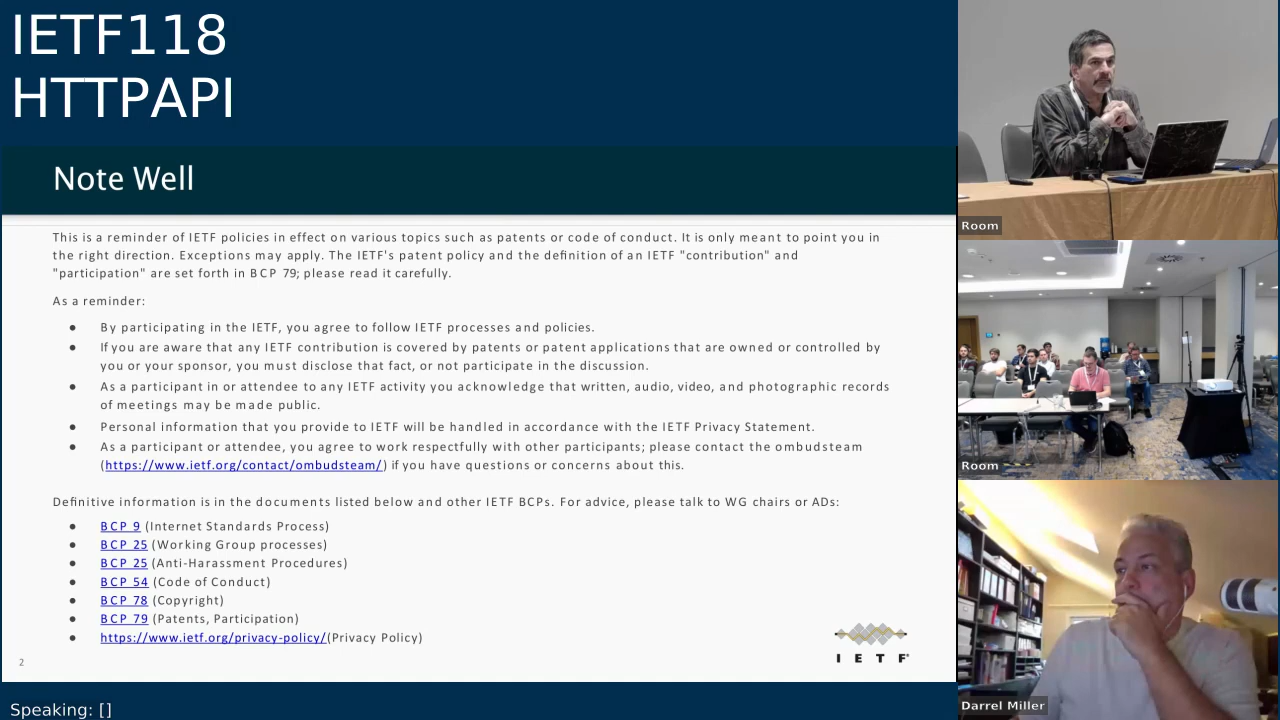 IETF118
HTTPAPI
Note Well
This is a reminder of IETF policies in effect on various topics such as patents or code of conduct. It is only meant to point you in
the right direction. Exceptions may apply. The IETF's patent policy and the definition of an IETF "contribution" and
"participation" are set forth in BCP 79; please read it carefully.
As a reminder:
● By participating in the IETF, you agree to follow IETF processes and policies.
● If you are aware that any IETF contribution is covered by patents or patent applications that are owned or controlled by
you or your sponsor, you must disclose that fact, or not participate in the discussion.
● As a participant in or attendee to any IETF activity you acknowledge that written, audio, video, and photographic records
of meetings may be made public.
● Personal information that you provide to IETF will be handled in accordance with the IETF Privacy Statement.
● As a participant or attendee, you agree to work respectfully with other participants; please contact the ombudsteam
(https://www.ietf.org/contact/ombudsteam/) if you have questions or concerns about this.
Definitive information is in the documents listed below and other IETF BCPs. For advice, please talk to WG chairs or ADs:
● BCP 9 (Internet Standards Process)
● BCP 25 (Working Group processes)
● BCP 25 (Anti-Harassment Procedures)
● BCP 54 (Code of Conduct)
● BCP 78 (Copyright)
● BCP 79 (Patents, Participation)
● https://www.ietf.org/privacy-policy/(Privacy Policy)
2
I E T F
Speaking: []
Room
Room
Darrel Miller